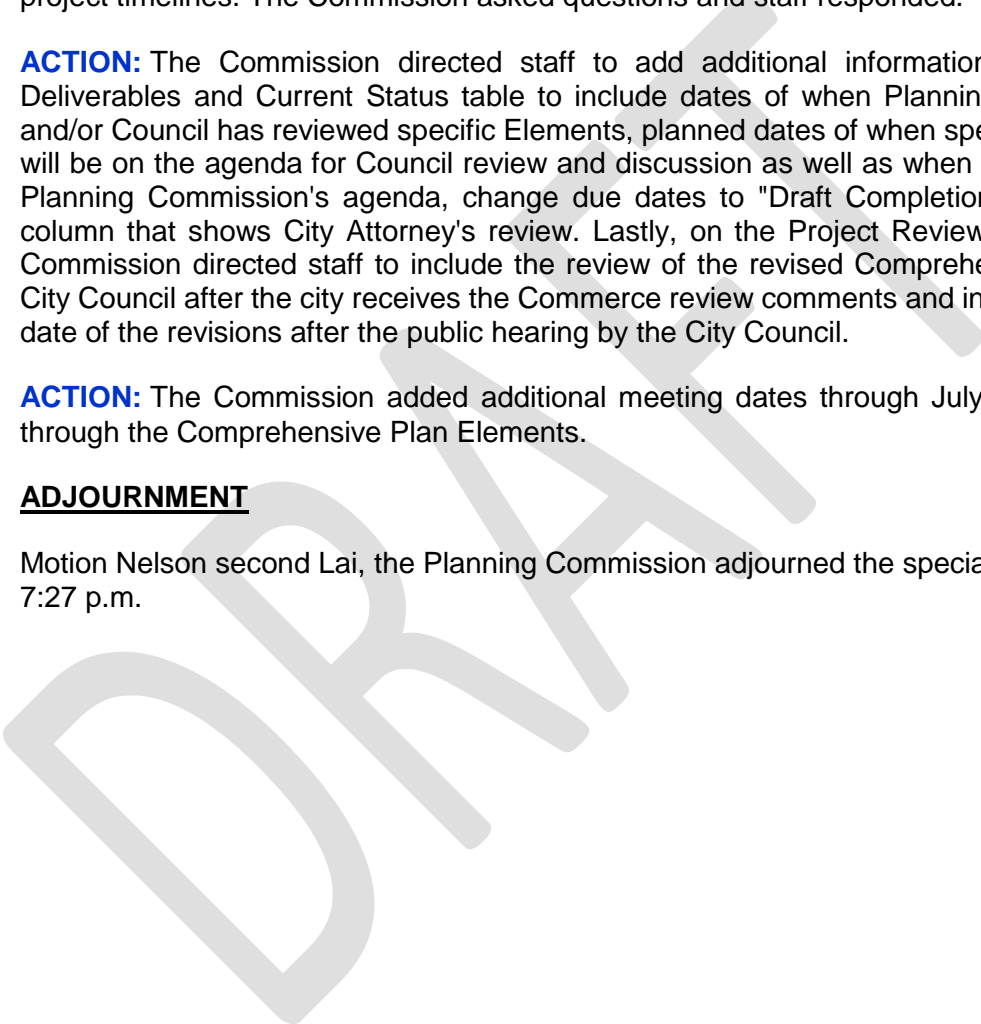 project timelines. The Commission asked questions and staff responded.
ACTION: The Commission directed staff to add additional information
Deliverables and Current Status table to include dates of when
and/or Council has reviewed specific Elements, planned dates of when
will be on the agenda for Council review and discussion as well as when
Planning Commission's agenda, change due dates to "Draft
column that shows City Attorney's review. Lastly, on the Project Review
Commission directed staff to include the review of the revised
City Council after the city receives the Commerce review comments and
date of the revisions after the public hearing by the City Council.
ACTION: The Commission added additional meeting dates through July
through the Comprehensive Plan Elements.
ADJOURNMENT
Motion Nelson second Lai, the Planning Commission adjourned the
7:27 p.m.
DRAFT